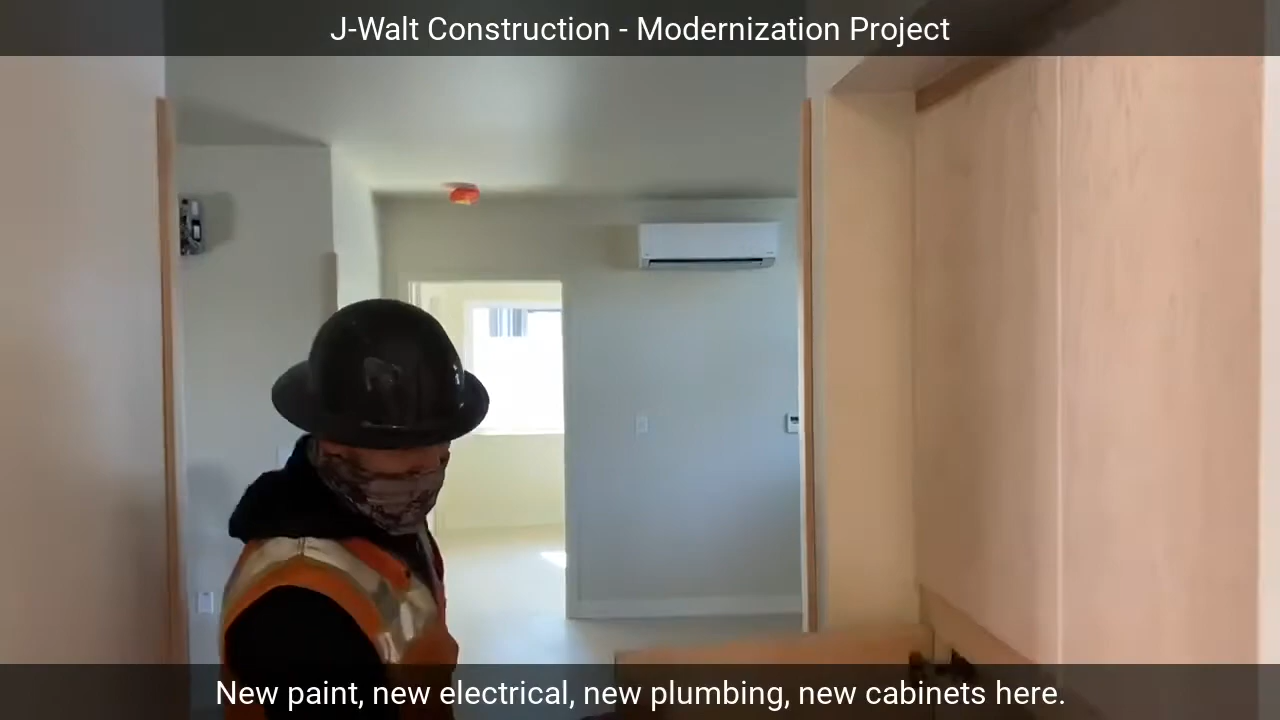 J-Walt Construction - Modernization Project
New paint, new electrical, new plumbing, new cabinets here.